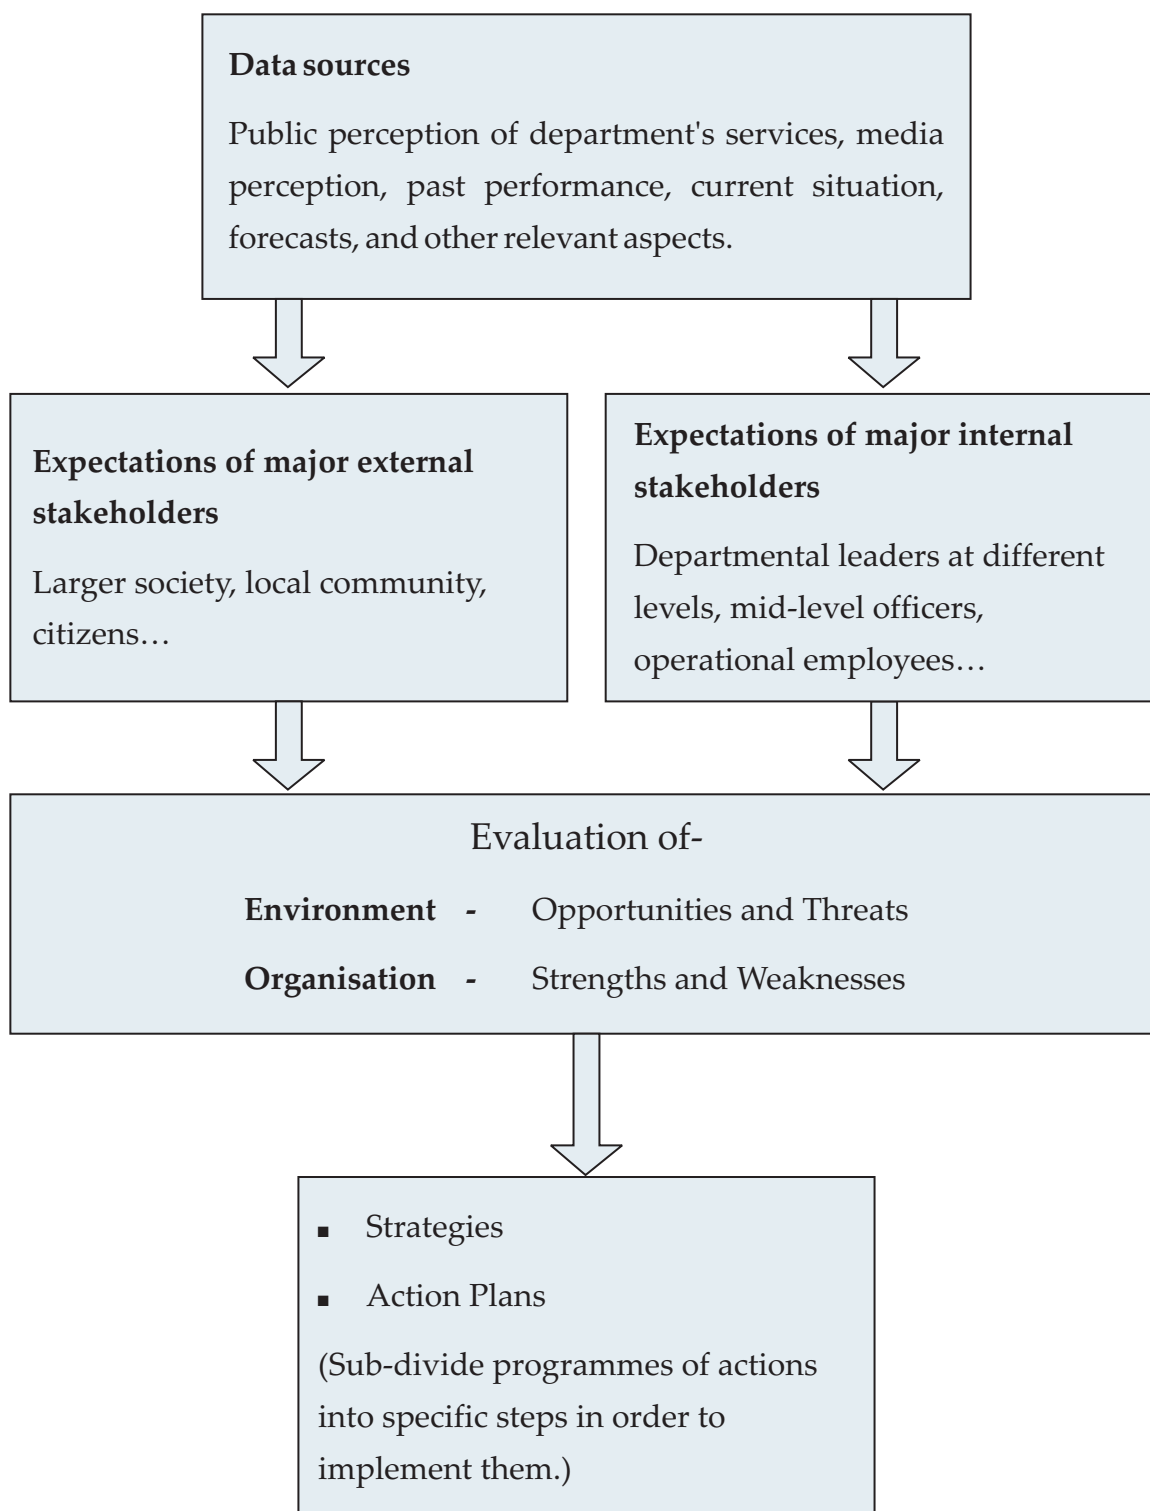 Data sources
Public perception of department's services, media
perception, past performance, current situation,
forecasts, and other relevant aspects.
Expectations of major external
stakeholders
Larger society, local community,
citizens…
Expectations of major internal
stakeholders
Departmental leaders at different
levels, mid-level officers,
operational employees…
Evaluation of-
Environment - Opportunities and Threats
Organisation - Strengths and Weaknesses
▪ Strategies
▪ Action Plans
(Sub-divide programmes of actions
into specific steps in order to
implement them.)